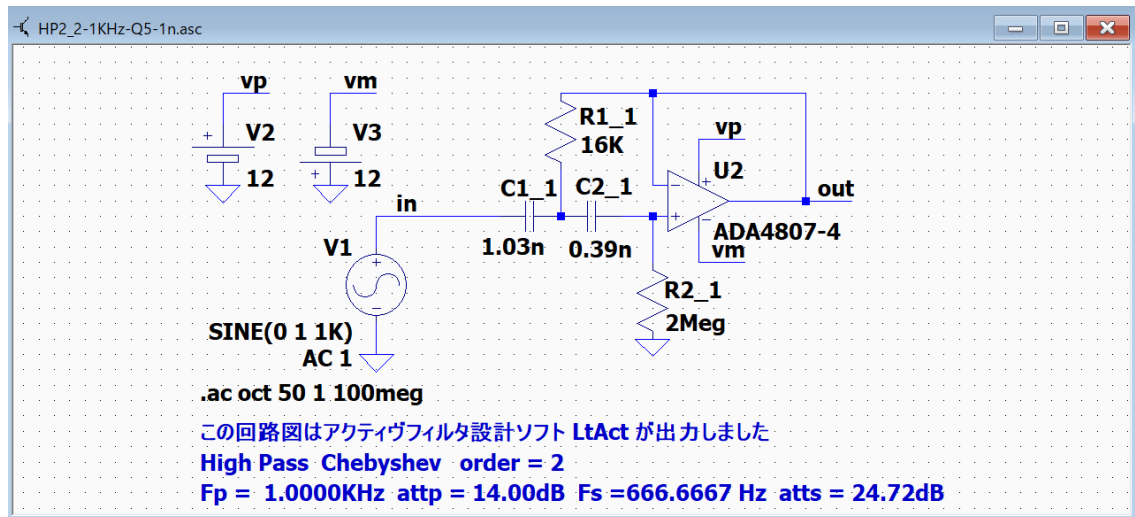 HP2_2-1KHz-Q5-1n.asc
vp
vm
V2
12
V3
12
R1_1
16K
vp
U2
out
ADA4807-4
vm
C1_1
1.03n
C2_1
0.39n
in
V1
R2_1
2Meg
SINE(0 1 1K)
AC 1
.ac oct 50 1 100meg
この回路図はアクティヴフィルタ設計ソフト LtAct が出力しました
High Pass Chebyshev order = 2
Fp = 1.0000KHz attp = 14.00dB Fs =666.6667 Hz atts = 24.72dB